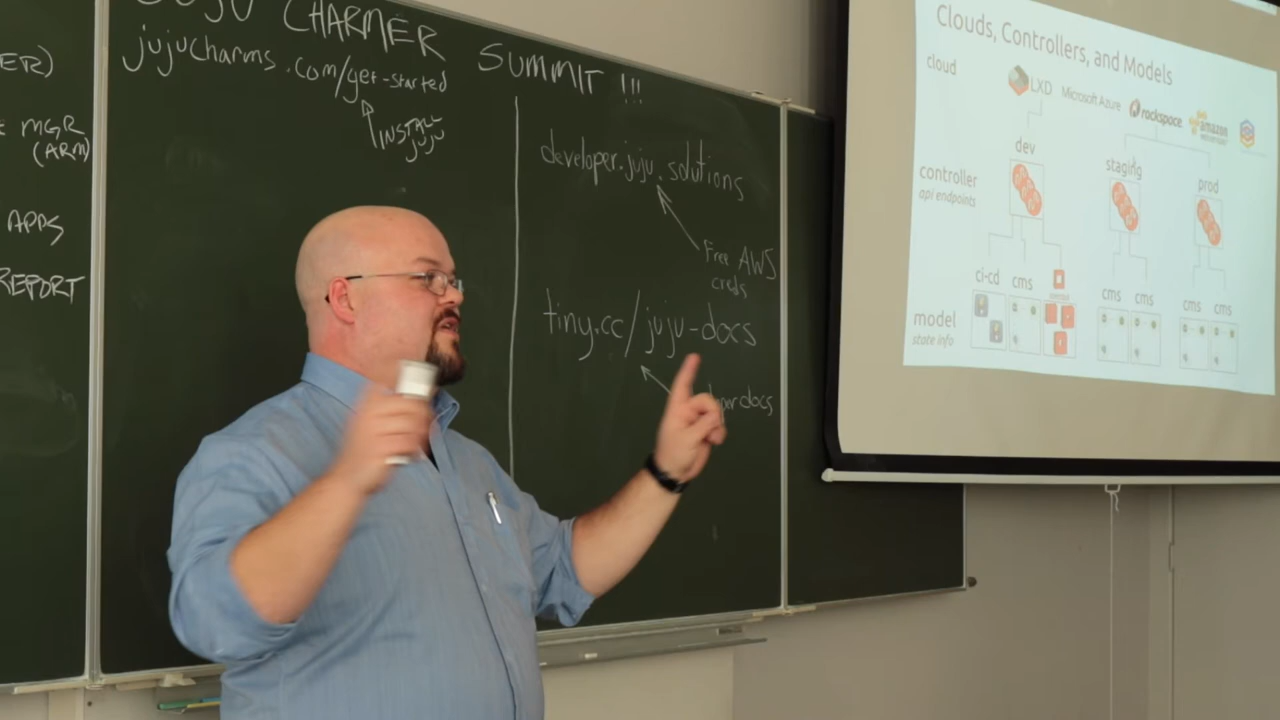 ER)
MGR
(ARM)
APPS
REPORT
JUJU CHARMER SUMMIT !!!
jujucharms.com/get-started
INSTALL
juju
developer.juju.solutions
Free AWS
creds
tiny.cc/juju-docs
docs
Clouds, Controllers, and Models
cloud
LXD
Microsoft Azure
rackspace
amazon
dev
staging
prod
controller
api endpoints
ci-cd
cms
cms
cms
cms
cms
model
state info